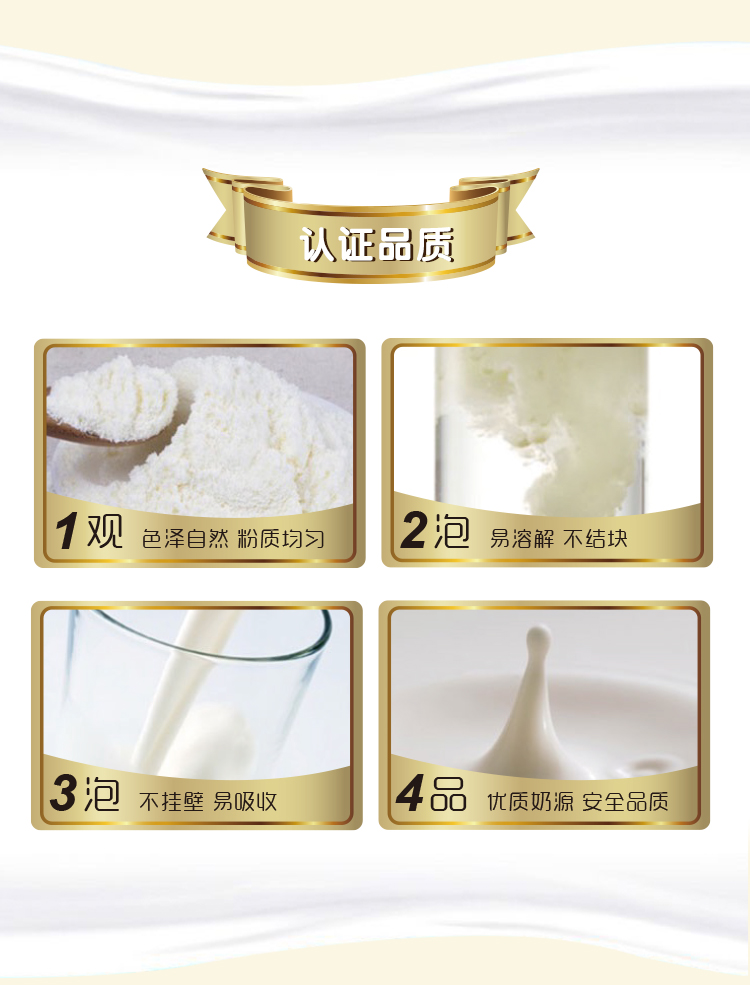 认证品质
1 观 色泽自然 粉质均匀
2 泡 易溶解 不结块
3 泡 不挂壁 易吸收
4 品 优质奶源 安全品质